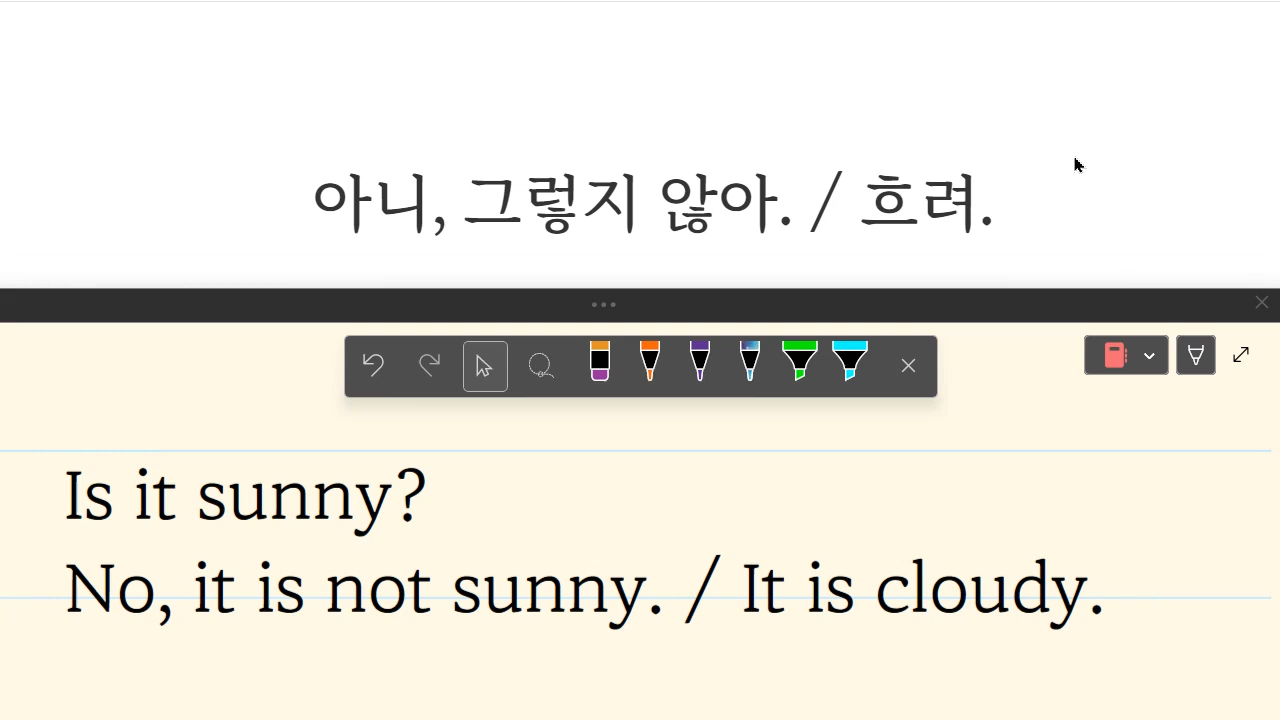 아니, 그렇지 않아. / 흐려.
Is it sunny?
No, it is not sunny. / It is cloudy.